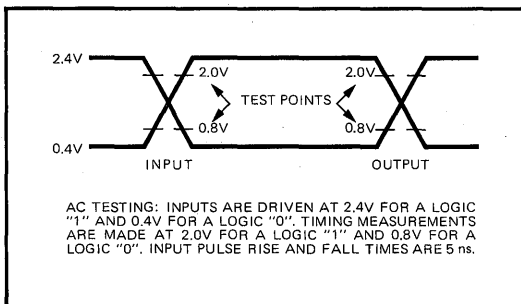 2.4V
2.0V
2.0V
TEST POINTS
0.8V
0.8V
0.4V
INPUT
OUTPUT
AC TESTING: INPUTS ARE DRIVEN AT 2.4V FOR A LOGIC
"1" AND 0.4V FOR A LOGIC "0". TIMING MEASUREMENTS
ARE MADE AT 2.0V FOR A LOGIC "1" AND 0.8V FOR A
LOGIC "0". INPUT PULSE RISE AND FALL TIMES ARE 5 ns.